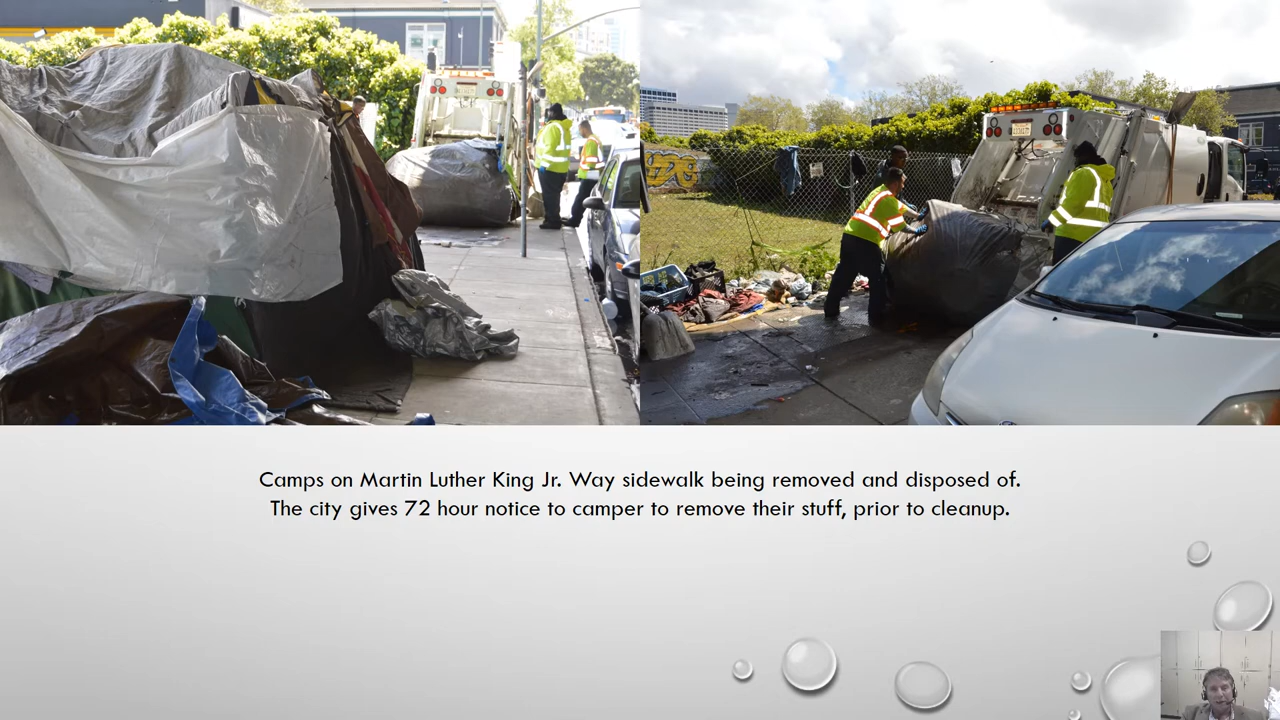 Camps on Martin Luther King Jr. Way sidewalk being removed and disposed of.
The city gives 72 hour notice to camper to remove their stuff, prior to cleanup.